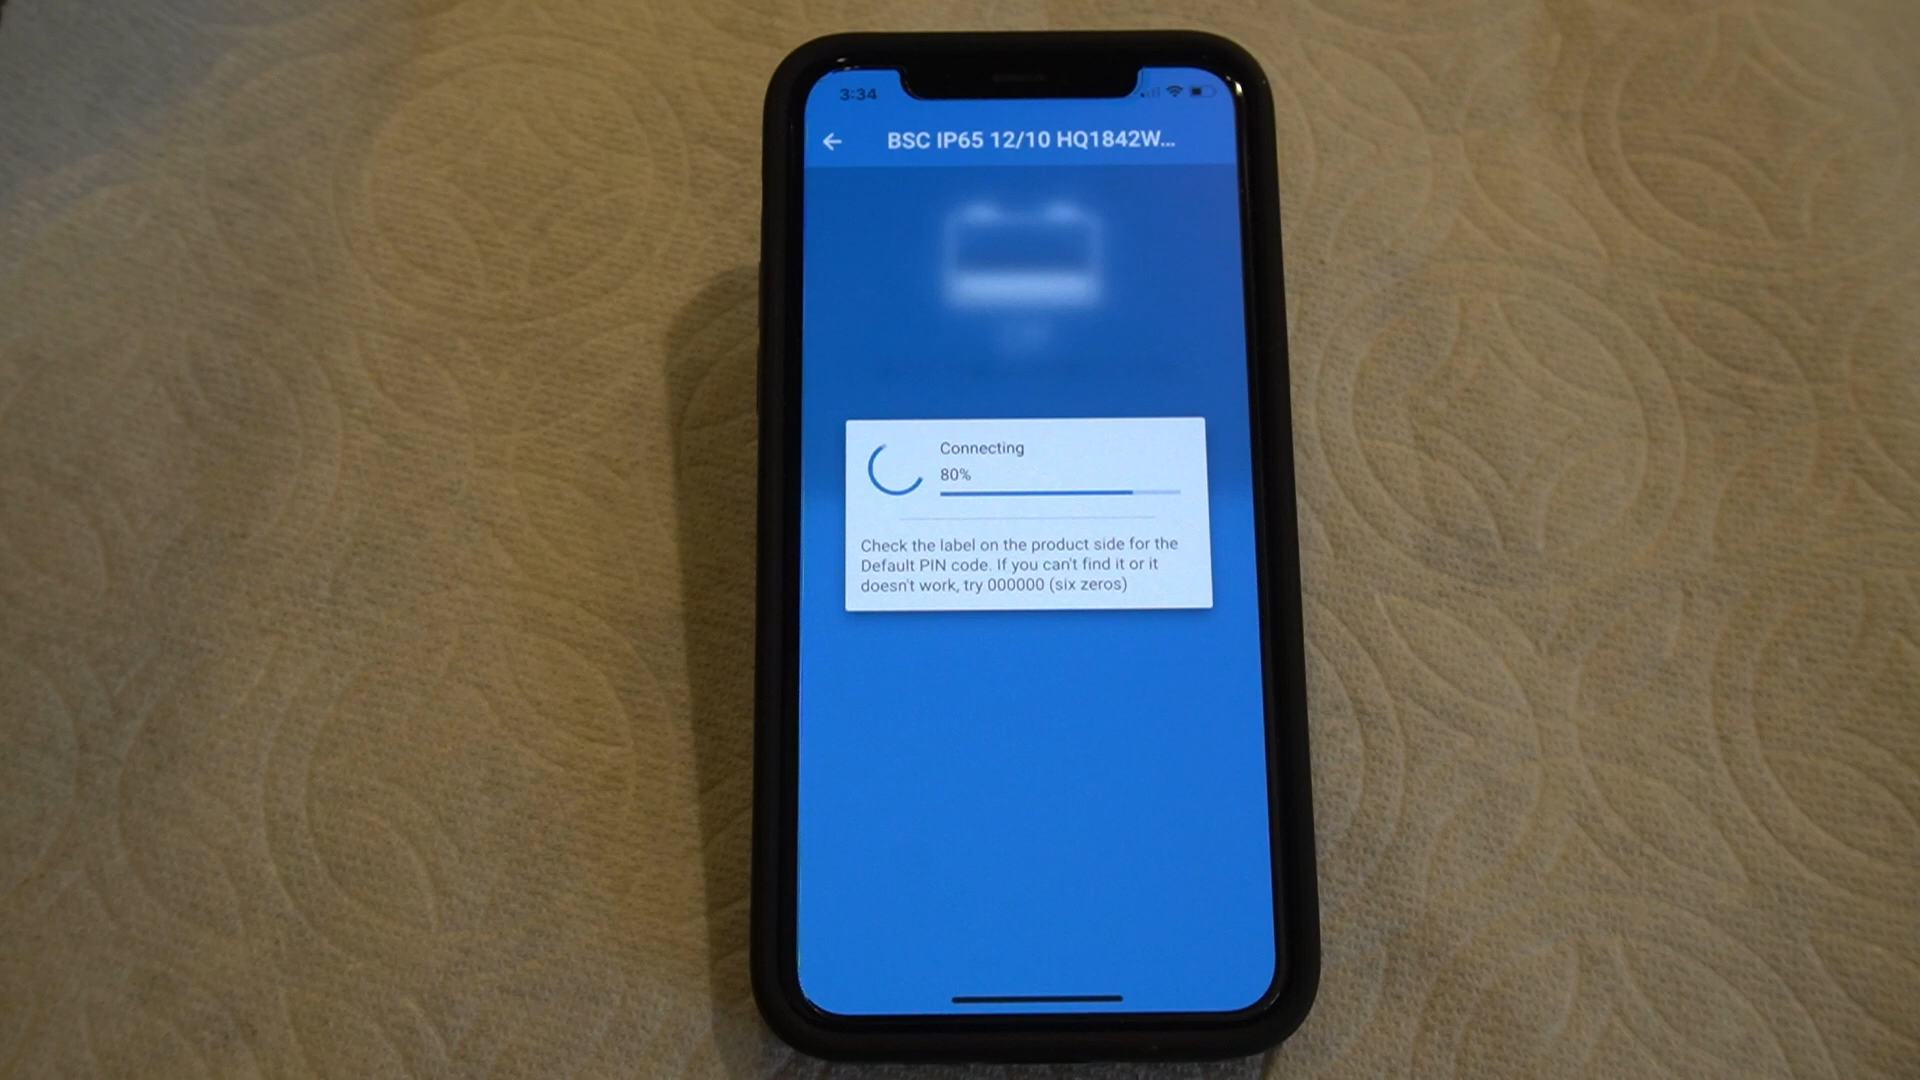 3:34
BSC IP65 12/10 HQ1842W...
Connecting
80%
Check the label on the product side for the
Default PIN code. If you can't find it or it
doesn't work, try 000000 (six zeros)